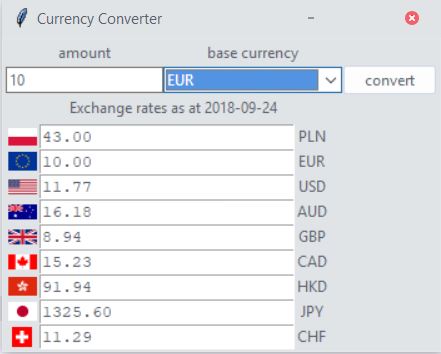 Currency Converter
amount base currency
10 EUR convert
Exchange rates as at 2018-09-24
43.00 PLN
10.00 EUR
11.77 USD
16.18 AUD
8.94 GBP
15.23 CAD
91.94 HKD
1325.60 JPY
11.29 CHF